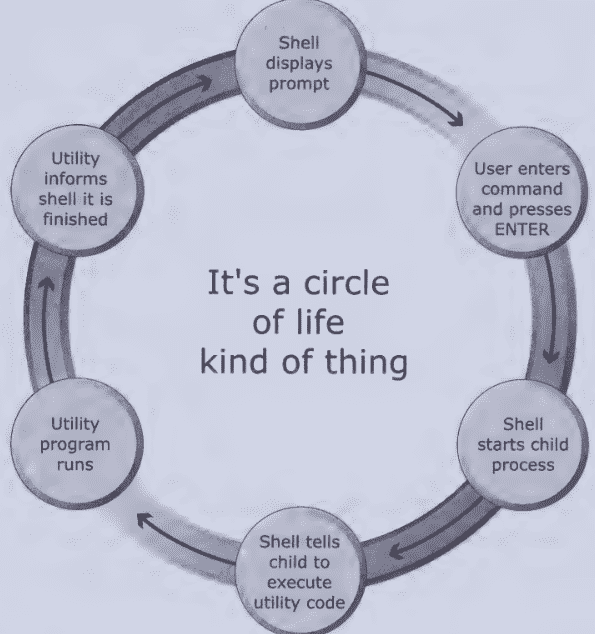 Shell
displays
prompt
User enters
command
and presses
ENTER
Shell
starts child
process
Shell tells
child to
execute
utility code
Utility
program
runs
Utility
informs
shell it is
finished
It's a circle
of life
kind of thing